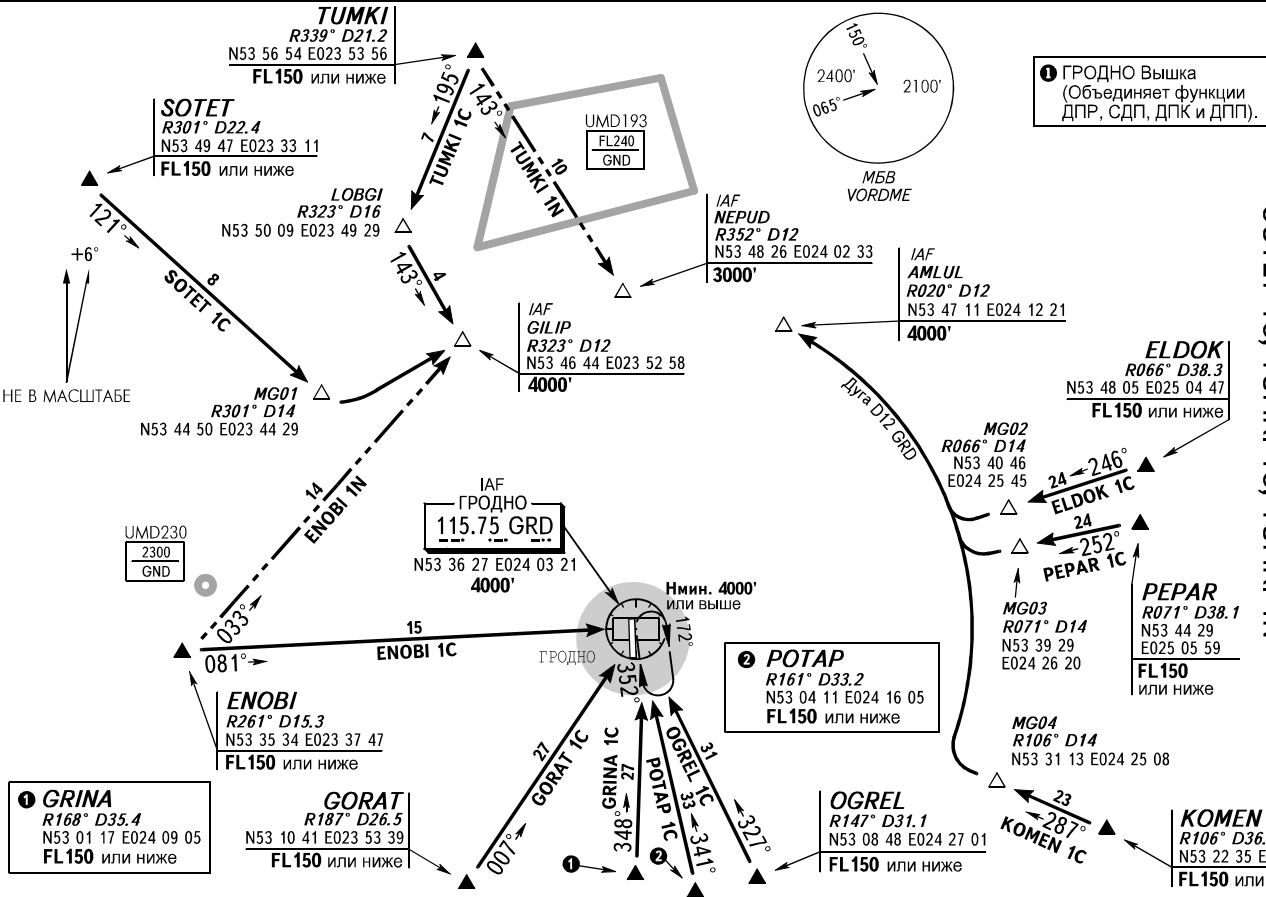 TUMKI
R339° D21.2
N53 56 54 E023 53 56
FL150 или ниже
SOTET
R301° D22.4
N53 49 47 E023 33 11
FL150 или ниже
195°
7
TUMKI 1C
143°
10
TUMKI 1N
UMD193
FL240
GND
150°
2400'
2100'
065°
МБВ
VORDME
❶ ГРОДНО Вышка
(Объединяет функции
ДПР, СДП, ДПК и ДПП).
LOBGI
R323° D16
N53 50 09 E023 49 29
121°
8
SOTET 1C
143°
4
+6°
НЕ В МАСШТАБЕ
IAF
NEPUD
R352° D12
N53 48 26 E024 02 33
3000'
IAF
AMLUL
R020° D12
N53 47 11 E024 12 21
4000'
IAF
GILIP
R323° D12
N53 46 44 E023 52 58
4000'
MG01
R301° D14
N53 44 50 E023 44 29
ELDOK
R066° D38.3
N53 48 05 E025 04 47
FL150 или ниже
Дуга D12 GRD
MG02
R066° D14
N53 40 46
E024 25 45
24
246°
ELDOK 1C
24
252°
PEPAR 1C
MG03
R071° D14
N53 39 29
E024 26 20
PEPAR
R071° D38.1
N53 44 29
E025 05 59
FL150
или ниже
14
ENOBI 1N
UMD230
2300
GND
IAF
ГРОДНО
115.75 GRD
N53 36 27 E024 03 21
4000'
Hмин. 4000'
или выше
172°
352°
ГРОДНО
033°
081°
15
ENOBI 1C
ENOBI
R261° D15.3
N53 35 34 E023 37 47
FL150 или ниже
❷ POTAP
R161° D33.2
N53 04 11 E024 16 05
FL150 или ниже
MG04
R106° D14
N53 31 13 E024 25 08
❶ GRINA
R168° D35.4
N53 01 17 E024 09 05
FL150 или ниже
GORAT
R187° D26.5
N53 10 41 E023 53 39
FL150 или ниже
007°
27
GORAT 1C
348°
27
GRINA 1C
341°
33
POTAP 1C
327°
31
OGREL 1C
❶
❷
OGREL
R147° D31.1
N53 08 48 E024 27 01
FL150 или ниже
23
287°
KOMEN 1C
KOMEN
R106° D36.
N53 22 35 E
FL150 или